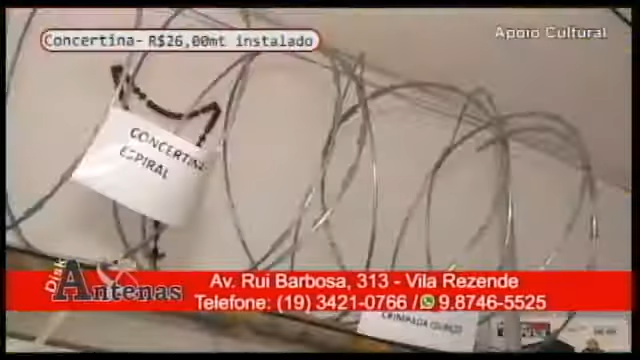 Concertina- R$26,00mt instalado
Apoio Cultural
CONCERTINA
ESPIRAL
Disk
Antenas
Av. Rui Barbosa, 313 - Vila Rezende
Telefone: (19) 3421-0766 / 9.8746-5525
CRIMPADA